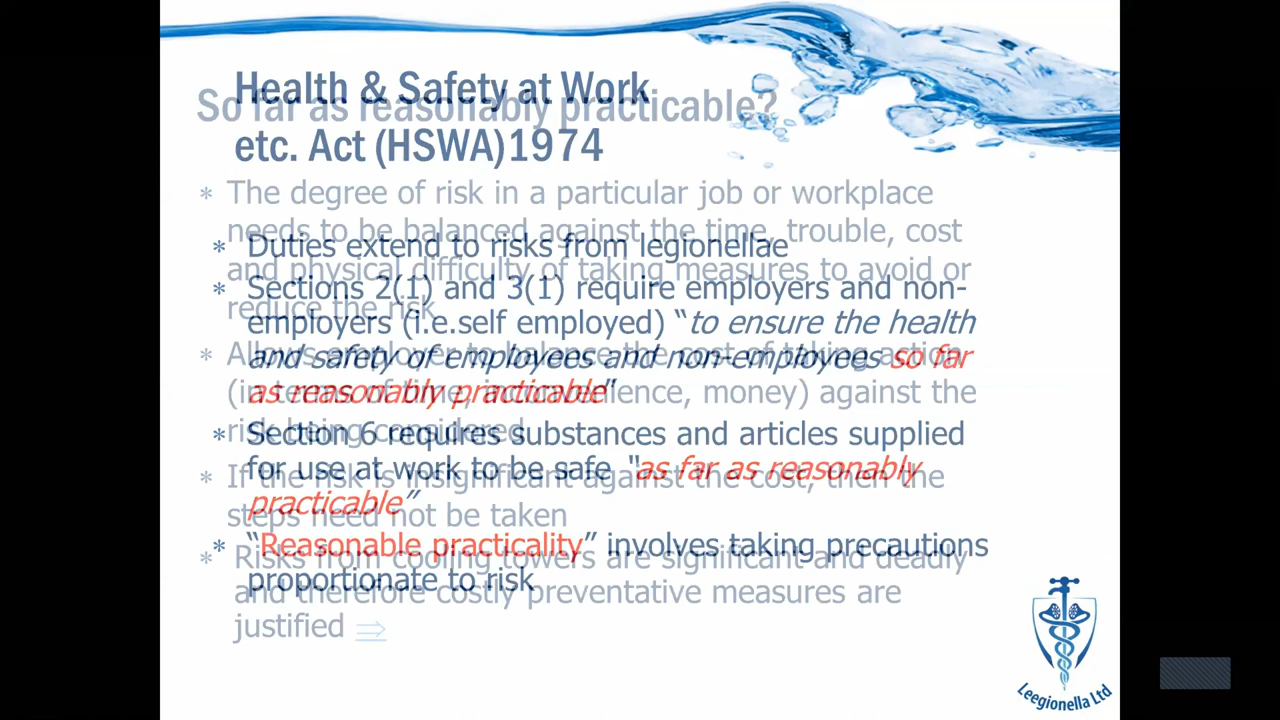 Health & Safety at Work
etc. Act (HSWA)1974
* Duties extend to risks from legionellae
* Sections 2(1) and 3(1) require employers and non-
employers (i.e.self employed) “to ensure the health
and safety of employees and non-employees so far
as reasonably practicable”
* Section 6 requires substances and articles supplied
for use at work to be safe “as far as reasonably
practicable”
* “Reasonable practicality” involves taking precautions
proportionate to risk
So far as reasonably practicable?
* The degree of risk in a particular job or workplace
needs to be balanced against the time, trouble, cost
and physical difficulty of taking measures to avoid or
reduce the risk
* Allows employer to balance the cost of taking action
(in terms of time, inconvenience, money) against the
risk being considered
* If the risk is insignificant against the cost, then the
steps need not be taken
* Risks from cooling towers are significant and deadly
and therefore costly preventative measures are
justified ⇒
Leegionella Ltd